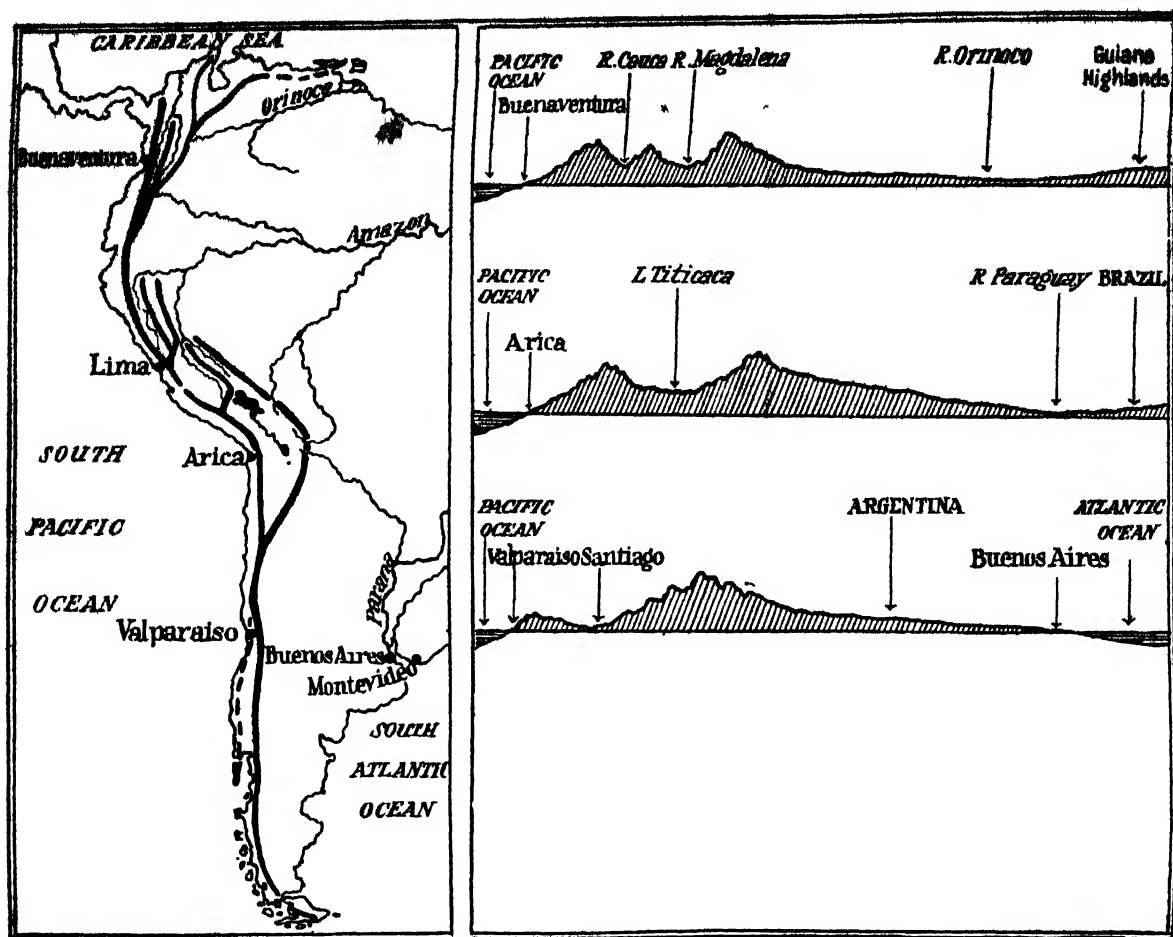 CARIBBEAN SEA
Orinoco
Buenaventura
Amazon
Lima
SOUTH
Arica
PACIFIC
Parana
OCEAN
Valparaiso
Buenos Aires
Montevideo
SOUTH
ATLANTIC
OCEAN
PACIFIC
OCEAN
R. Cauca
R. Magdalena
R. Orinoco
Guiana
Highlands
Buenaventura
PACIFIC
OCEAN
L Titicaca
R Paraguay
BRAZIL
Arica
PACIFIC
OCEAN
ARGENTINA
ATLANTIC
OCEAN
Valparaiso
Santiago
Buenos Aires